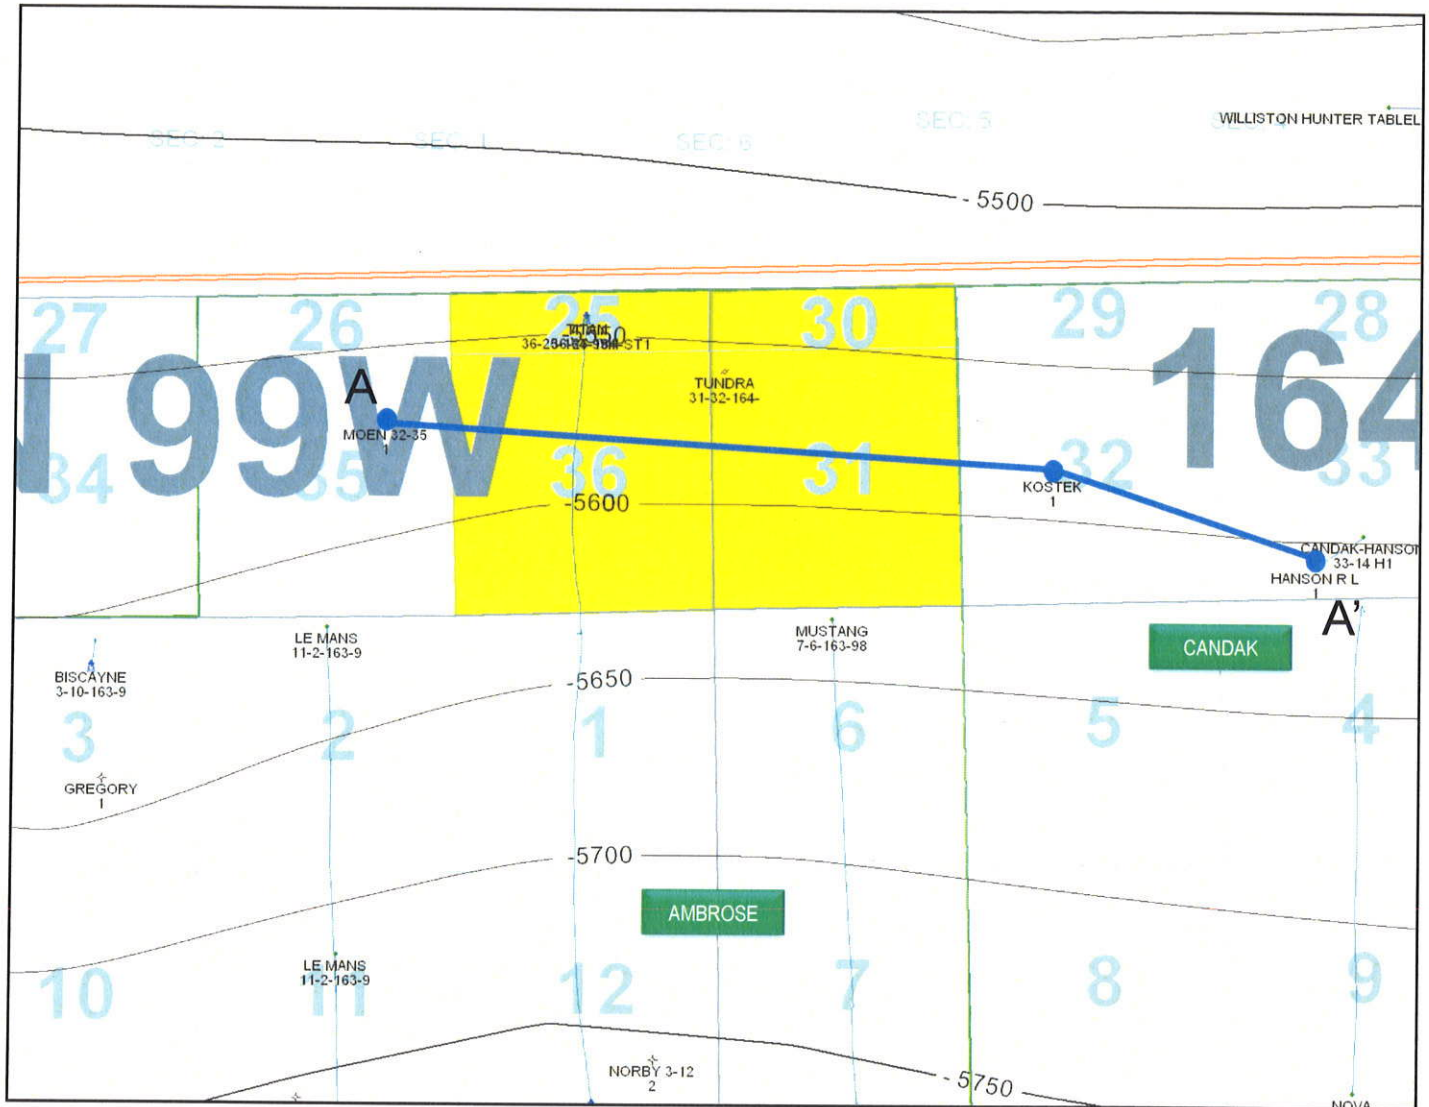 WILLISTON HUNTER TABLEL
SEC: 2
SEC: 1
SEC: 6
SEC: 5
SEC: 4
- 5500
27
26
25
30
29
28
TITAN
TUNDRA
31-32-164-
N 99W
164
A
MOEN 32-35
1
34
35
36
31
32
33
KOSTEK
1
-5600
CANDAK-HANSON
33-14 H1
HANSON R L
1
A'
LE MANS
11-2-163-9
MUSTANG
7-6-163-98
CANDAK
BISCAYNE
3-10-163-9
-5650
3
2
1
6
5
4
GREGORY
1
-5700
AMBROSE
LE MANS
11-2-163-9
10
11
12
7
8
9
NORBY 3-12
2
- 5750
NOVA